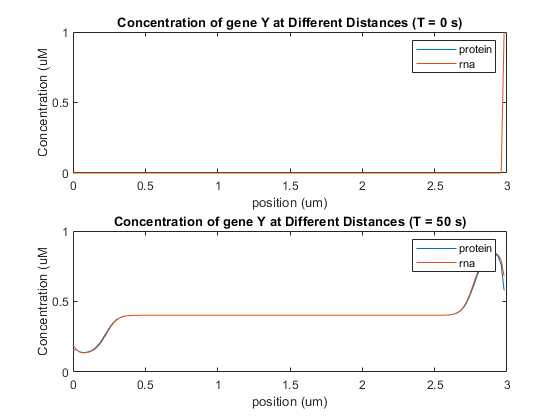 Concentration of gene Y at Different Distances (T = 0 s)
1
protein
rna
Concentration (uM
0.5
0
0
0.5
1
1.5
2
2.5
3
position (um)
Concentration of gene Y at Different Distances (T = 50 s)
1
protein
rna
Concentration (uM
0.5
0
0
0.5
1
1.5
2
2.5
3
position (um)